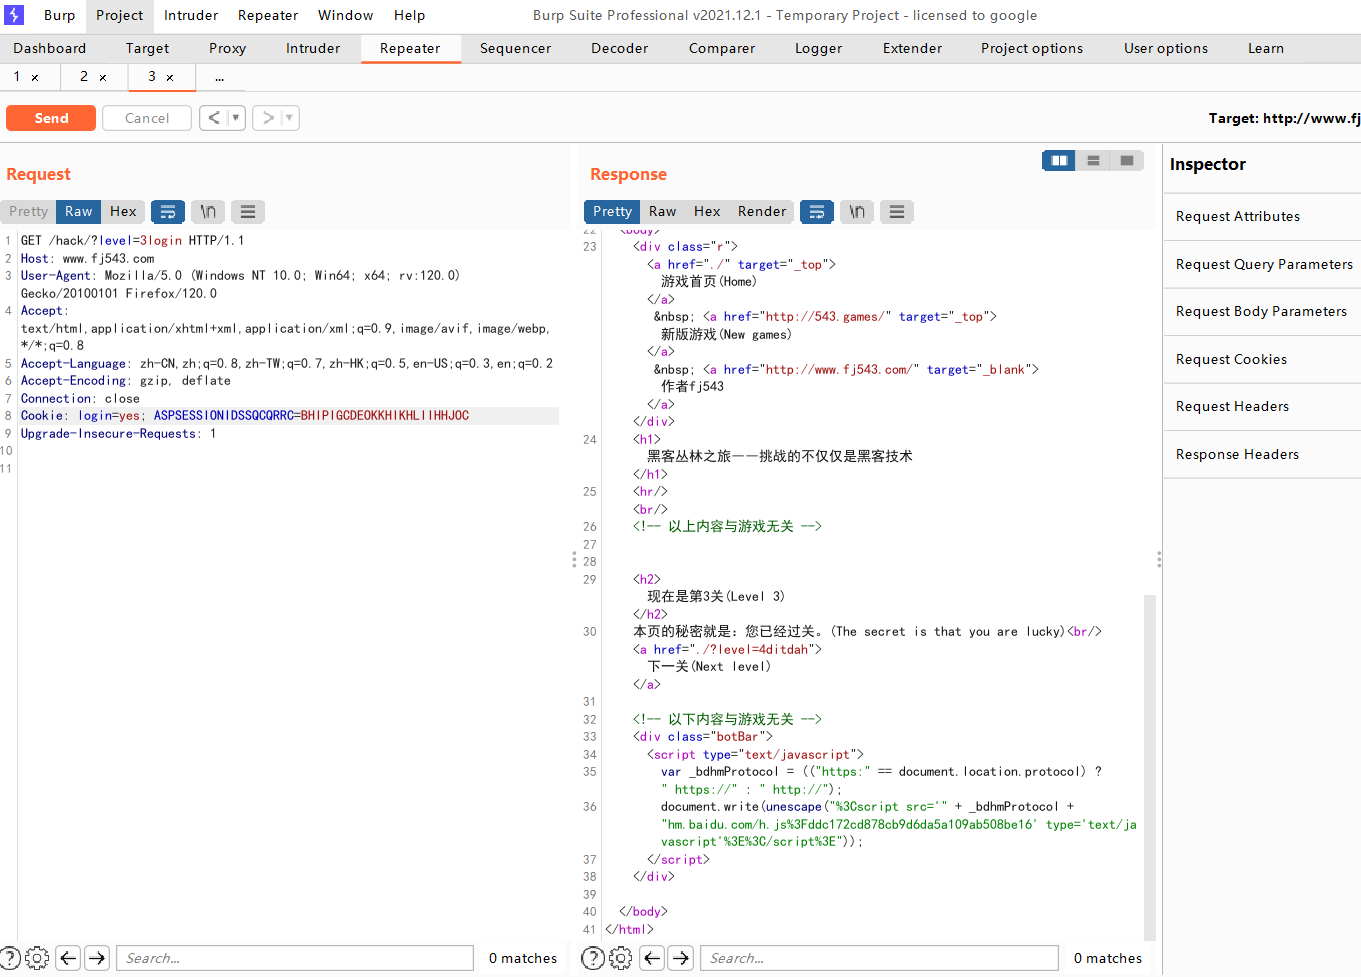 Burp Project Intruder Repeater Window Help Burp Suite Professional v2021.12.1 - Temporary Project - licensed to google
Dashboard Target Proxy Intruder Repeater Sequencer Decoder Comparer Logger Extender Project options User options Learn
1 × 2 × 3 × ...
Send Cancel < ▼ > ▼ Target: http://www.fj
Request
Pretty Raw Hex \n
1 GET /hack/?level=3login HTTP/1.1
2 Host: www.fj543.com
3 User-Agent: Mozilla/5.0 (Windows NT 10.0; Win64; x64; rv:120.0)
Gecko/20100101 Firefox/120.0
4 Accept:
text/html,application/xhtml+xml,application/xml;q=0.9,image/avif,image/webp,
*/*;q=0.8
5 Accept-Language: zh-CN,zh;q=0.8,zh-TW;q=0.7,zh-HK;q=0.5,en-US;q=0.3,en;q=0.2
6 Accept-Encoding: gzip, deflate
7 Connection: close
8 Cookie: login=yes; ASPSESSIONIDSSQCQRRC=BHIPIGCDEOKKHIKHLIIHHJOC
9 Upgrade-Insecure-Requests: 1
10
11
Search... 0 matches
Response
Pretty Raw Hex Render \n
22 <body>
23 <div class="r">
<a href="./" target="_top">
游戏首页(Home)
</a>
&nbsp; <a href="http://543.games/" target="_top">
新版游戏(New games)
</a>
&nbsp; <a href="http://www.fj543.com/" target="_blank">
作者fj543
</a>
</div>
24 <h1>
黑客丛林之旅——挑战的不仅仅是黑客技术
</h1>
25 <hr/>
<br/>
26 <!-- 以上内容与游戏无关 -->
27
28
29 <h2>
现在是第3关(Level 3)
</h2>
30 本页的秘密就是：您已经过关。(The secret is that you are lucky)<br/>
<a href="./?level=4ditdah">
下一关(Next level)
</a>
31
32 <!-- 以下内容与游戏无关 -->
33 <div class="botBar">
34 <script type="text/javascript">
35 var _bdhmProtocol = (("https:" == document.location.protocol) ?
" https://" : " http://");
36 document.write(unescape("%3Cscript src='" + _bdhmProtocol +
"hm.baidu.com/h.js%3Fddc172cd878cb9d6da5a109ab508be16' type='text/ja
vascript'%3E%3C/script%3E"));
37 </script>
38 </div>
39
40 </body>
41 </html>
Search... 0 matches
Inspector
Request Attributes
Request Query Parameters
Request Body Parameters
Request Cookies
Request Headers
Response Headers